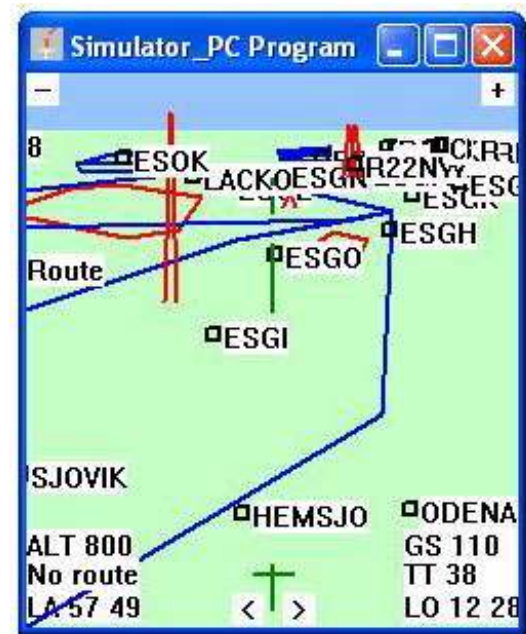 Simulator_PC Program
- +
8
ESOK
LACKO
R22N
ESGH
ESGO
Route
ESGI
SJOVIK
HEMSJO
ODENA
ALT 800
GS 110
No route
TT 38
LA 57 49
< >
LO 12 28